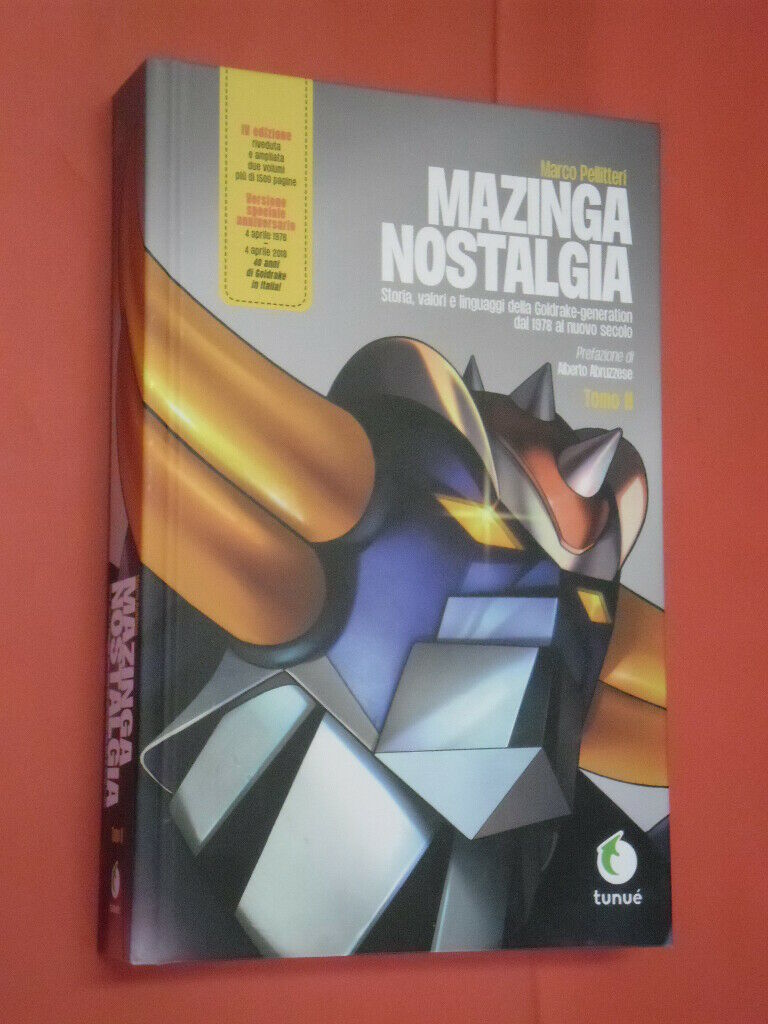 IV edizione
riveduta
e ampliata
due volumi
più di 1500 pagine
Versione
speciale
anniversario
4 aprile 1978
–
4 aprile 2018
40 anni
di Goldrake
in Italia!
Marco Pellitteri
MAZINGA
NOSTALGIA
Storia, valori e linguaggi della Goldrake-generation
dal 1978 al nuovo secolo
Prefazione di
Alberto Abruzzese
Tomo II
tunué
MAZINGA
NOSTALGIA